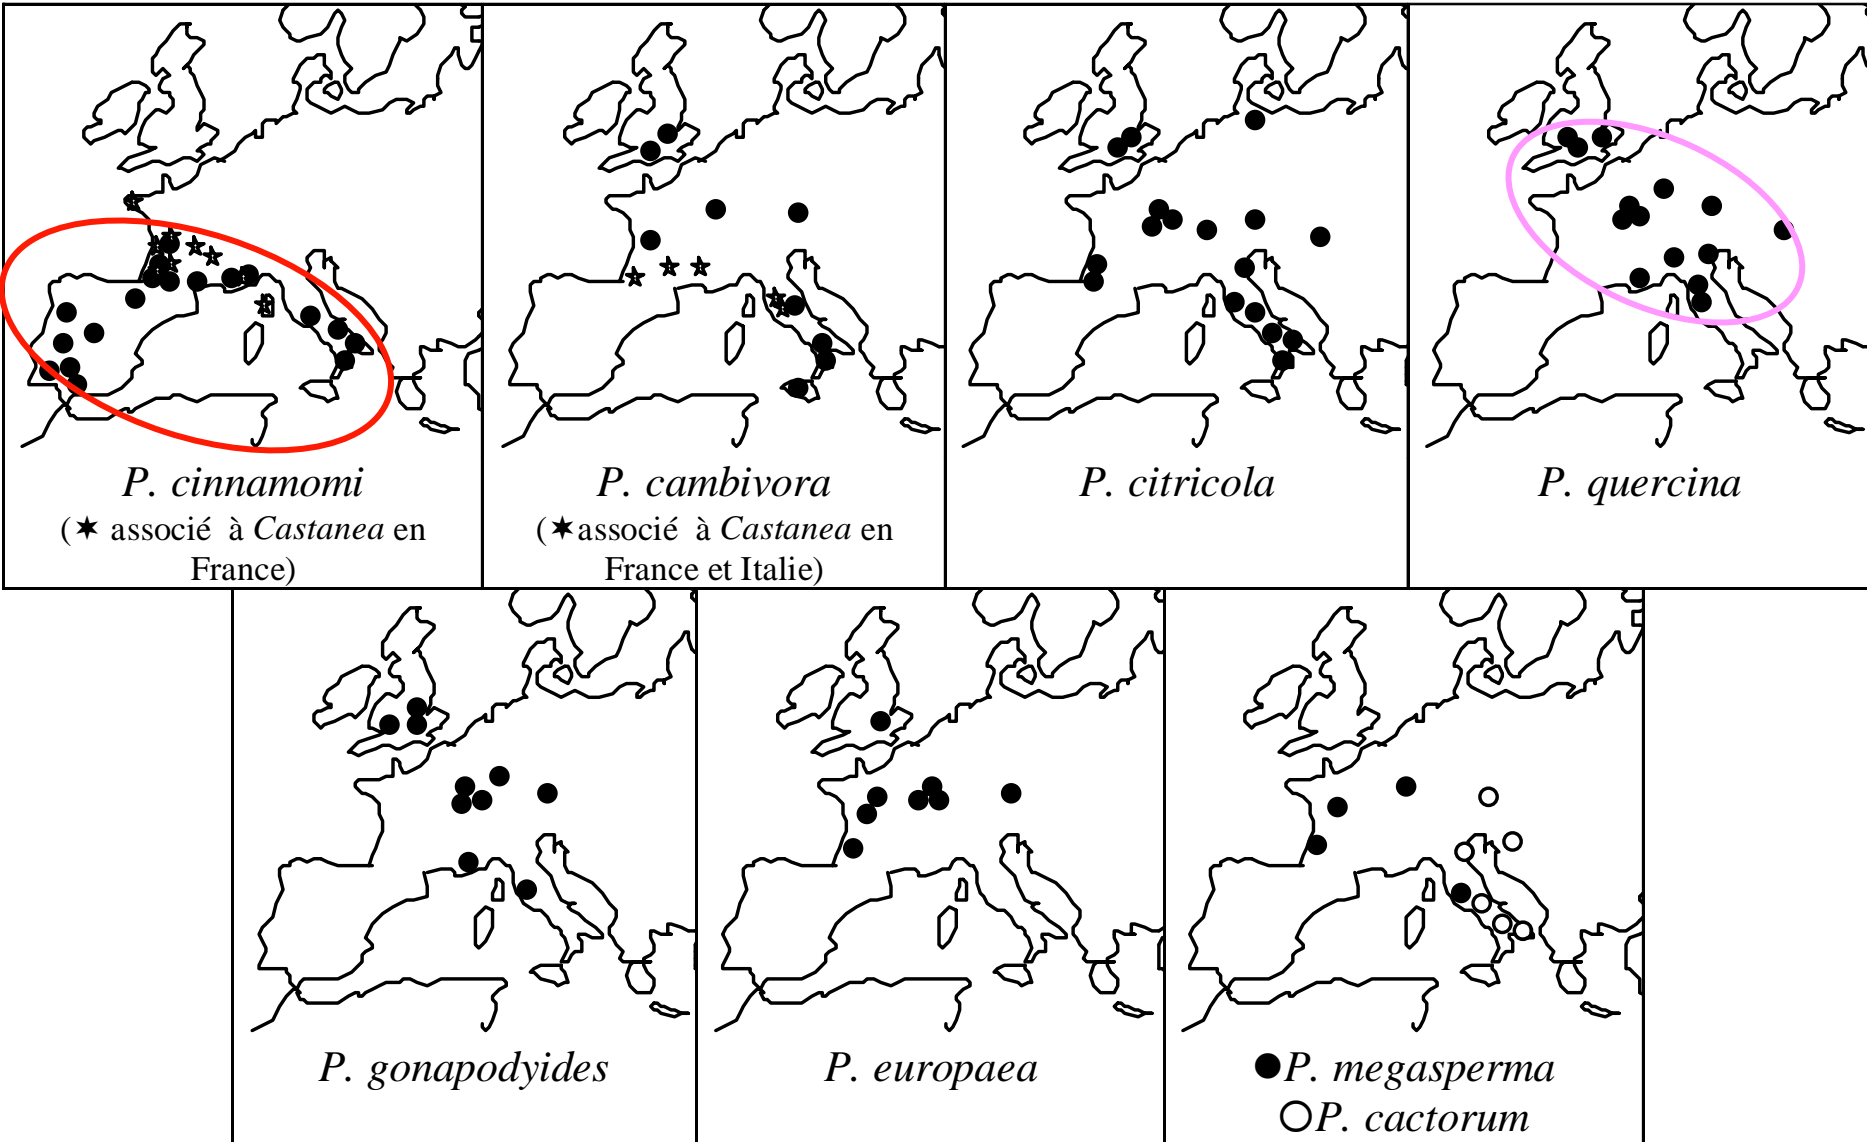 P. cinnamomi
(★ associé à Castanea en
France)
P. cambivora
(★associé à Castanea en
France et Italie)
P. citricola
P. quercina
P. gonapodyides
P. europaea
●P. megasperma
○P. cactorum